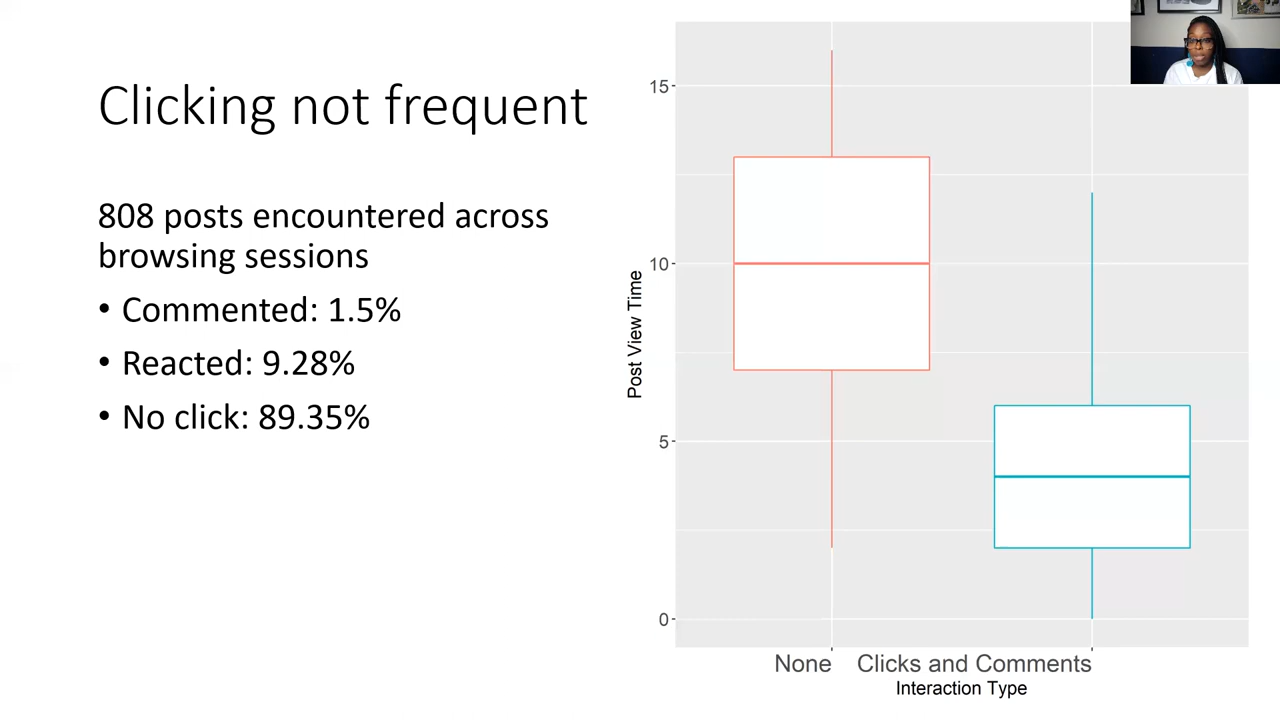 Clicking not frequent
808 posts encountered across
browsing sessions
• Commented: 1.5%
• Reacted: 9.28%
• No click: 89.35%
15
10
5
0
Post View Time
None
Clicks and Comments
Interaction Type